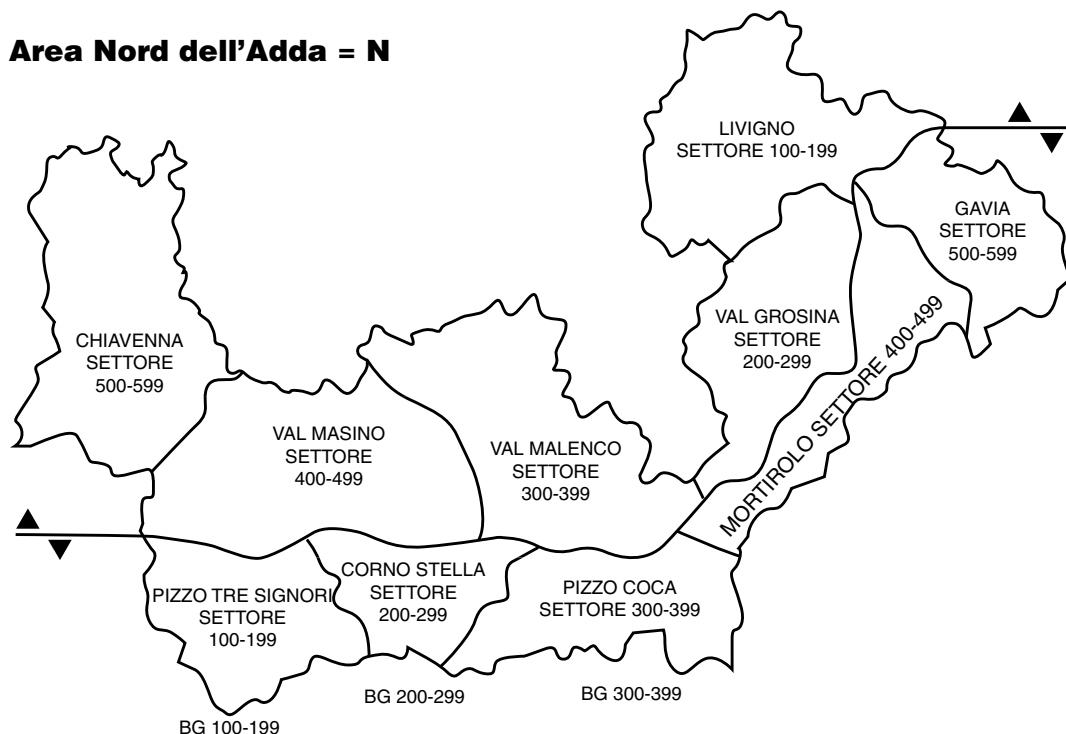 Area Nord dell'Adda = N
LIVIGNO
SETTORE 100-199
GAVIA
SETTORE
500-599
VAL GROSINA
SETTORE
200-299
CHIAVENNA
SETTORE
500-599
MORTIROLO SETTORE 400-499
VAL MASINO
SETTORE
400-499
VAL MALENCO
SETTORE
300-399
PIZZO TRE SIGNORI
SETTORE
100-199
CORNO STELLA
SETTORE
200-299
PIZZO COCA
SETTORE 300-399
BG 100-199
BG 200-299
BG 300-399